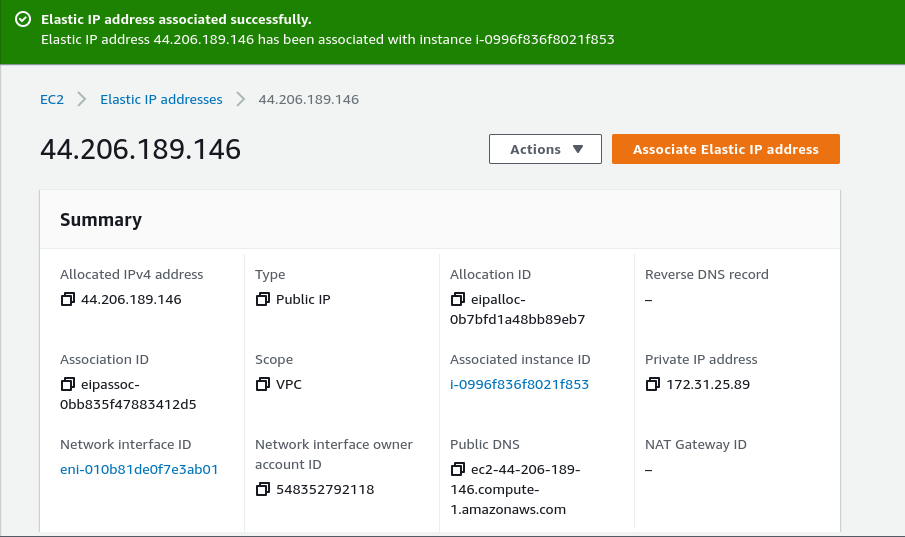 Elastic IP address associated successfully.
Elastic IP address 44.206.189.146 has been associated with instance i-0996f836f8021f853
EC2 Elastic IP addresses 44.206.189.146
44.206.189.146
Actions
Associate Elastic IP address
Summary
Allocated IPv4 address
44.206.189.146
Type
Public IP
Allocation ID
eipalloc-
0b7bfd1a48bb89eb7
Reverse DNS record
–
Association ID
eipassoc-
0bb835f47883412d5
Scope
VPC
Associated instance ID
i-0996f836f8021f853
Private IP address
172.31.25.89
Network interface ID
eni-010b81de0f7e3ab01
Network interface owner
account ID
548352792118
Public DNS
ec2-44-206-189-
146.compute-
1.amazonaws.com
NAT Gateway ID
–